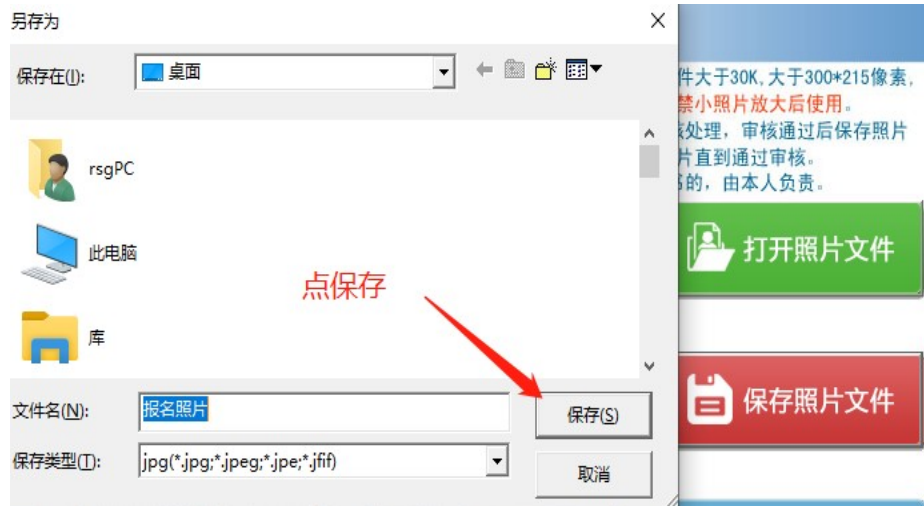 另存为
保存在(I):
桌面
rsgPC
此电脑
库
点保存
文件名(N):
报名照片
保存(S)
保存类型(T):
jpg(*.jpg;*.jpeg;*.jpe;*.jfif)
取消
件大于30K,大于300*215像素,
禁小照片放大后使用。
处理，审核通过后保存照片
片直到通过审核。
的，由本人负责。
打开照片文件
保存照片文件